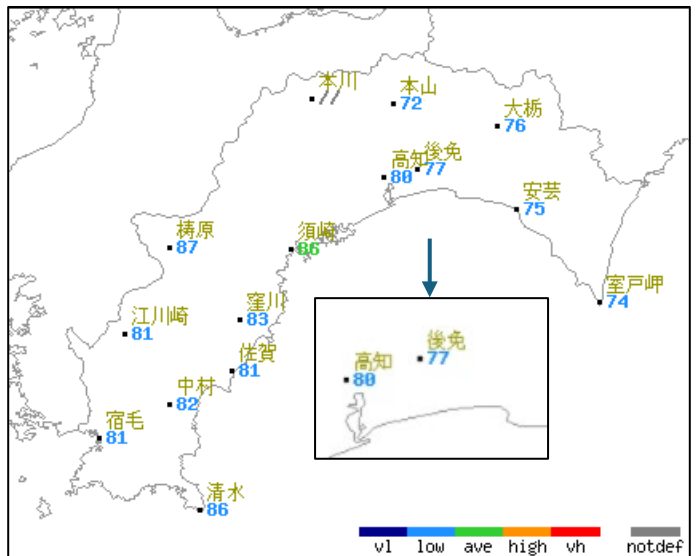 本川
//
本山
72
大栃
76
高知
80
後免
77
安芸
75
梼原
87
須崎
86
室戸岬
74
江川崎
81
窪川
83
佐賀
81
中村
82
宿毛
81
清水
86
高知
80
後免
77
vl low ave high vh notdef